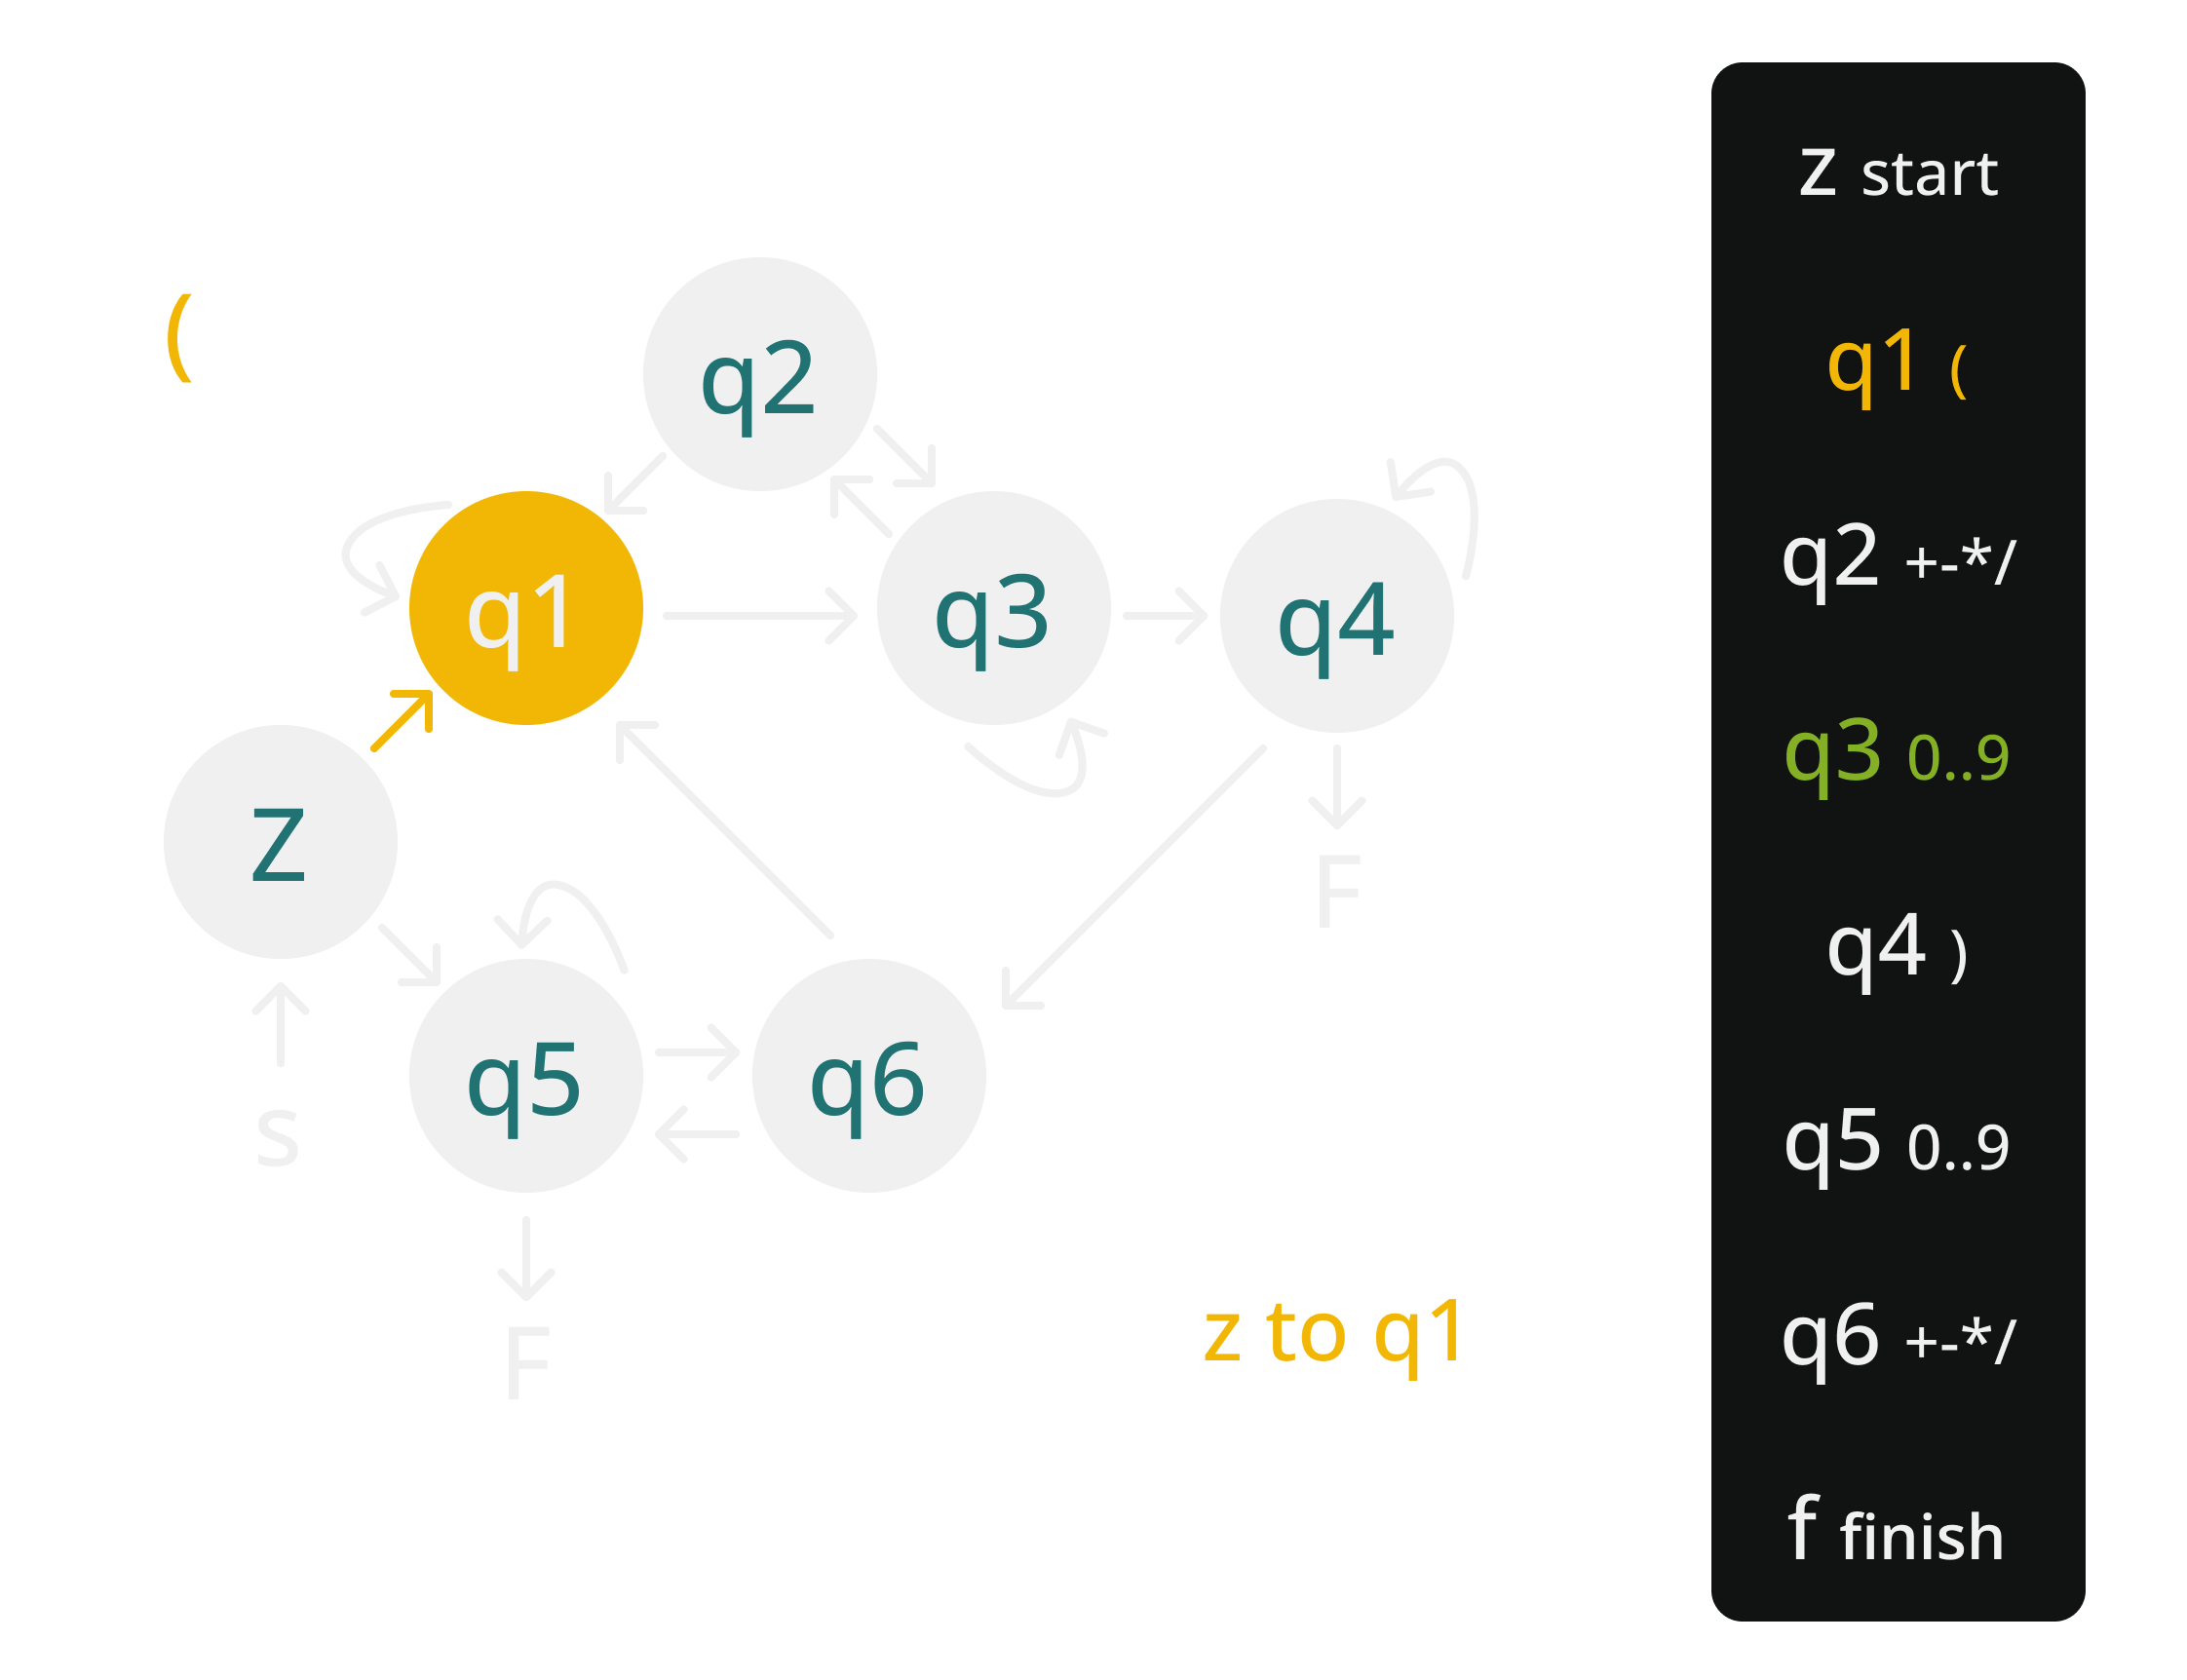 (
q2
q1
q3
q4
Z
F
q5
q6
s
F
z to q1
Z start
q1 (
q2 +-*/
q3 0..9
q4 )
q5 0..9
q6 +-*/
f finish